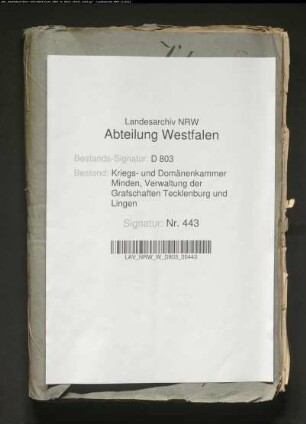 Landesarchiv NRW
Abteilung Westfalen
Bestands-Signatur: D 803
Bestand: Kriegs- und Domänenkammer
Minden, Verwaltung der
Grafschaften Tecklenburg und
Lingen
Signatur: Nr. 443
LAV_NRW_W_D803_00443